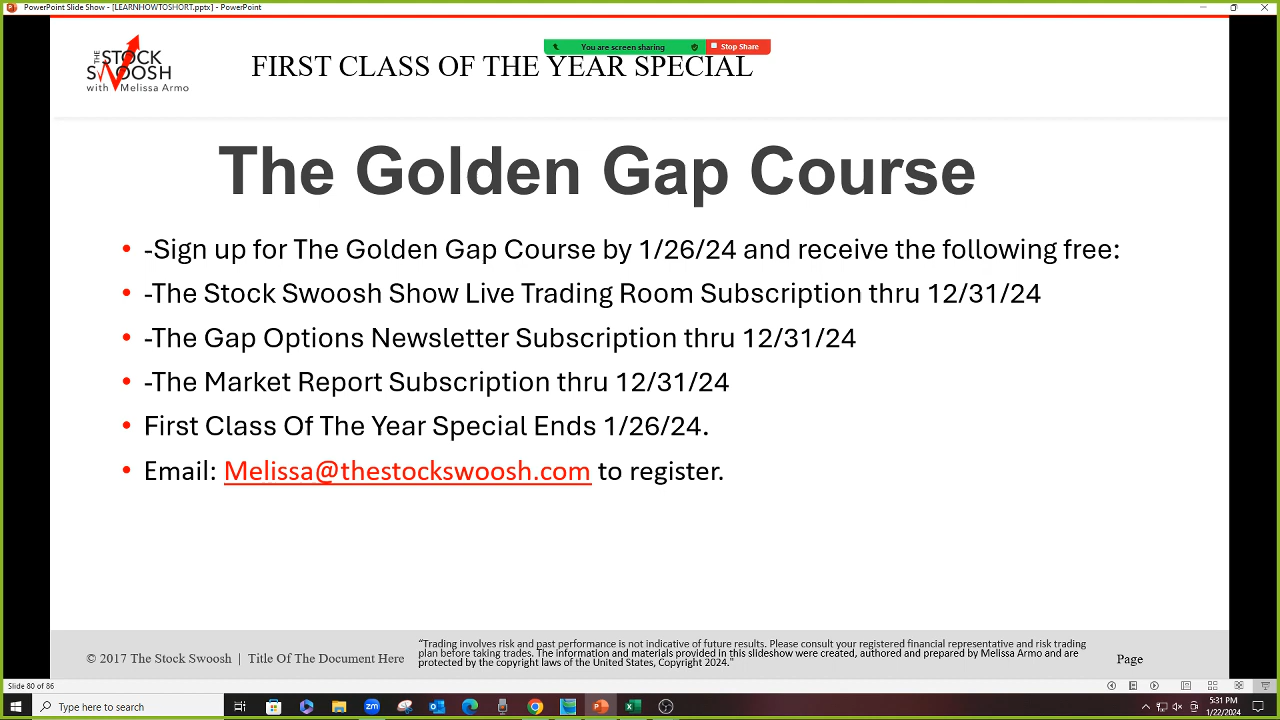 PowerPoint Slide Show - [LEARNHOWTOSHORT.pptx] - PowerPoint
You are screen sharing
Stop Share
THE
STOCK
SWOOSH
with Melissa Armo
FIRST CLASS OF THE YEAR SPECIAL
The Golden Gap Course
• -Sign up for The Golden Gap Course by 1/26/24 and receive the following free:
• -The Stock Swoosh Show Live Trading Room Subscription thru 12/31/24
• -The Gap Options Newsletter Subscription thru 12/31/24
• -The Market Report Subscription thru 12/31/24
• First Class Of The Year Special Ends 1/26/24.
• Email: Melissa@thestockswoosh.com to register.
© 2017 The Stock Swoosh | Title Of The Document Here
"Trading involves risk and past performance is not indicative of future results. Please consult your registered financial representative and risk trading
plan before taking trades. The information and materials provided in this slideshow were created, authored and prepared by Melissa Armo and are
protected by the copyright laws of the United States, Copyright 2024."
Page
Slide 80 of 86
Type here to search
5:31 PM
1/22/2024